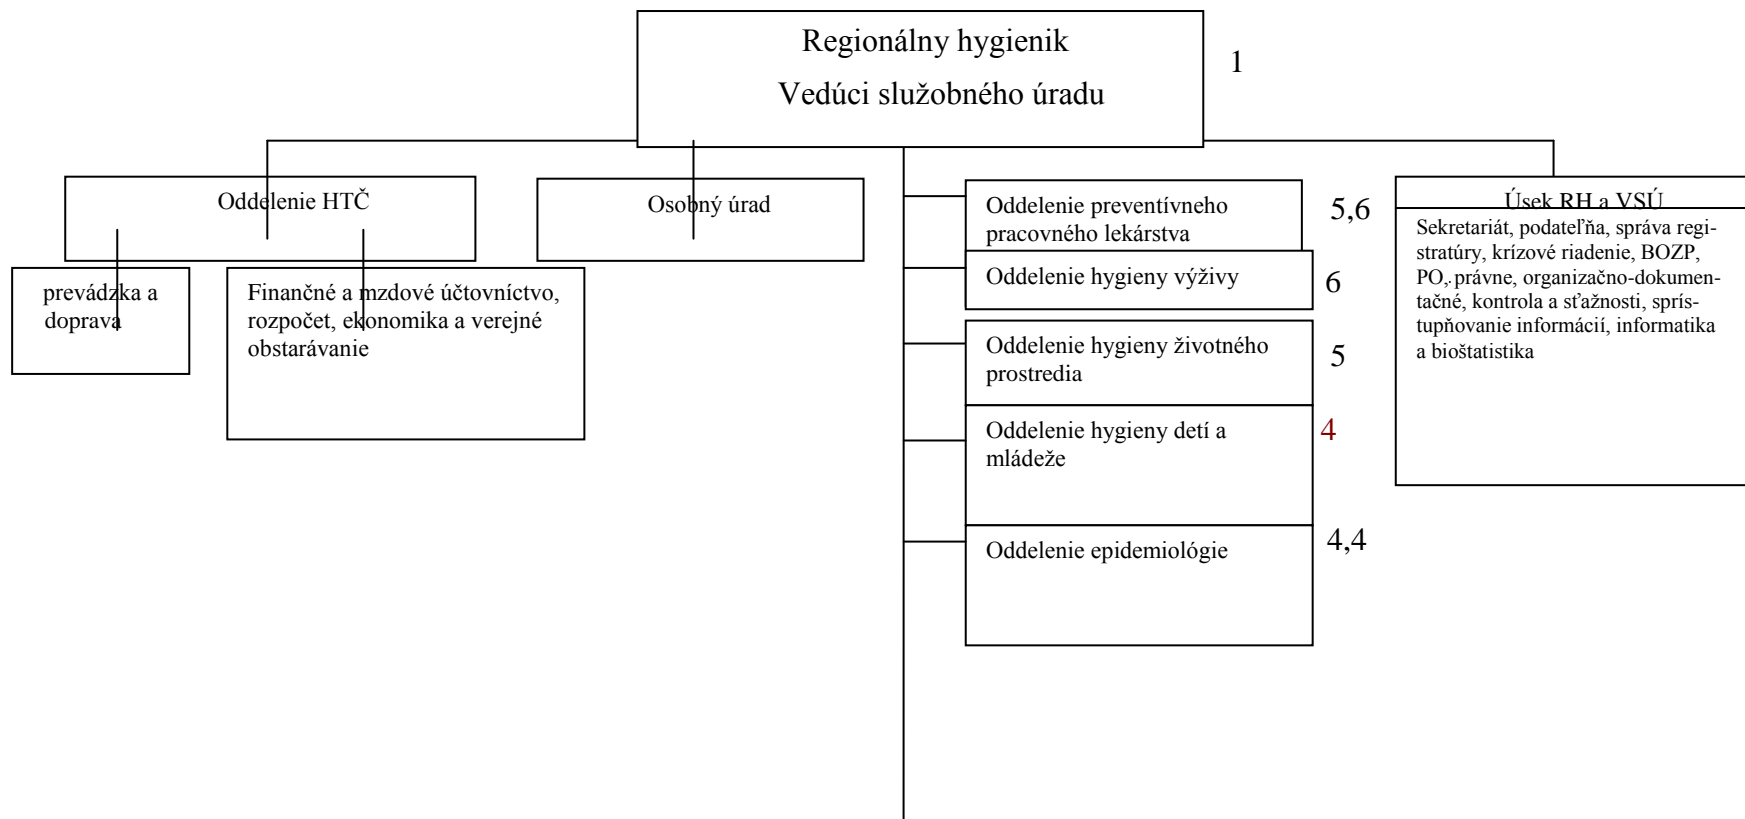 Regionálny hygienik
Vedúci služobného úradu
1
Oddelenie HTČ
prevádzka a
doprava
Finančné a mzdové účtovníctvo,
rozpočet, ekonomika a verejné
obstarávanie
Osobný úrad
Oddelenie preventívneho
pracovného lekárstva
5,6
Oddelenie hygieny výživy
6
Oddelenie hygieny životného
prostredia
5
Oddelenie hygieny detí a
mládeže
4
Oddelenie epidemiológie
4,4
Úsek RH a VSÚ
Sekretariát, podateľňa, správa regi-
stratúry, krízové riadenie, BOZP,
PO,.právne, organizačno-dokumen-
tačné, kontrola a sťažnosti, sprís-
tupňovanie informácií, informatika
a bioštatistika